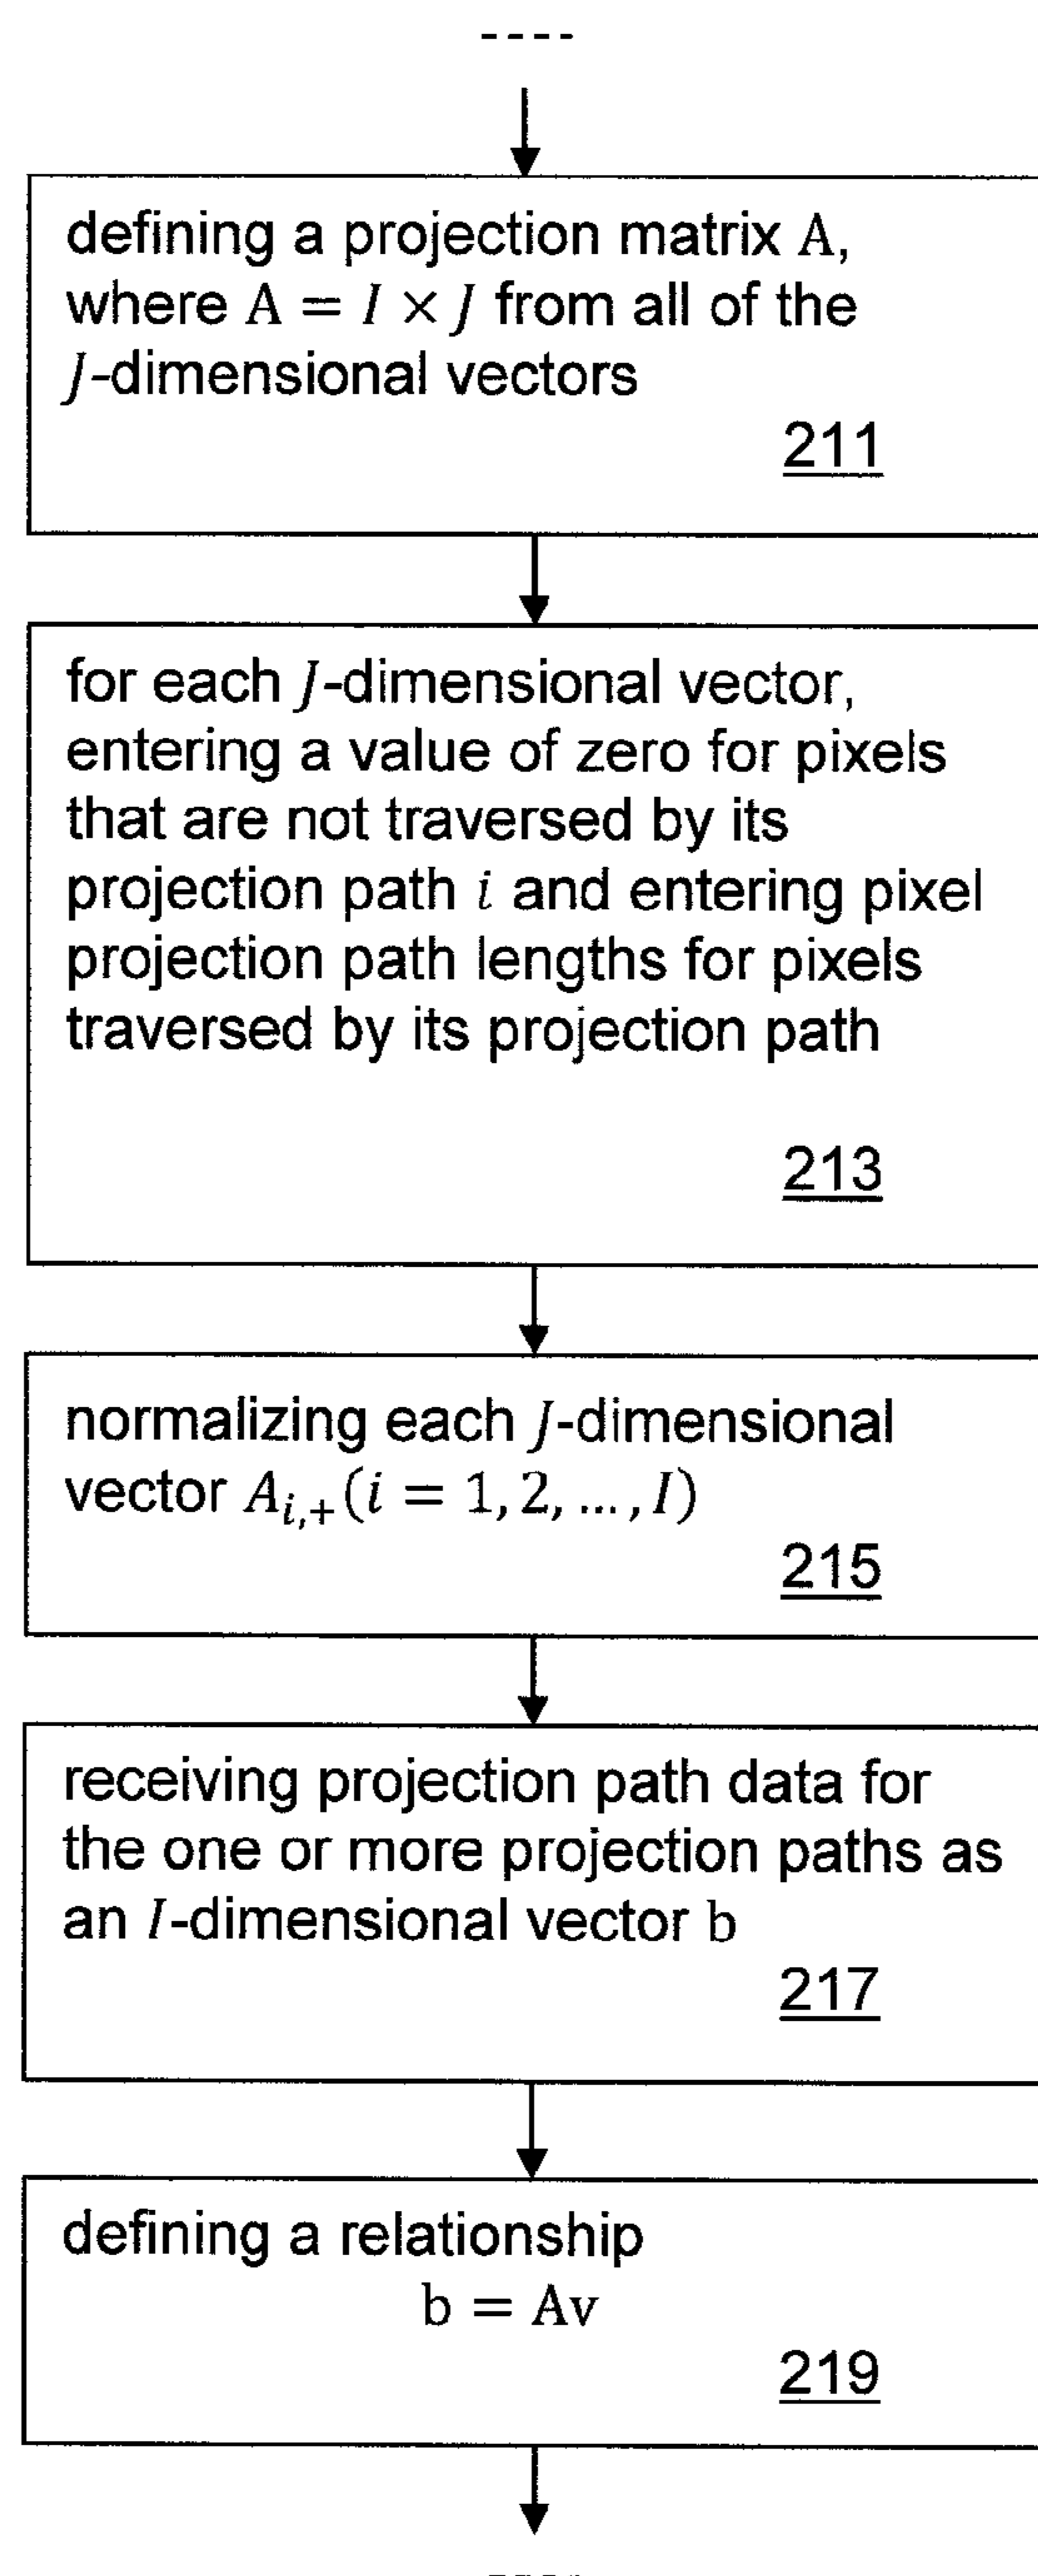 defining a projection matrix A,
where A = I × J from all of the
J-dimensional vectors
211
for each J-dimensional vector,
entering a value of zero for pixels
that are not traversed by its
projection path i and entering pixel
projection path lengths for pixels
traversed by its projection path
213
normalizing each J-dimensional
vector A_{i,+}(i = 1, 2, ..., I)
215
receiving projection path data for
the one or more projection paths as
an I-dimensional vector b
217
defining a relationship
b = Av
219